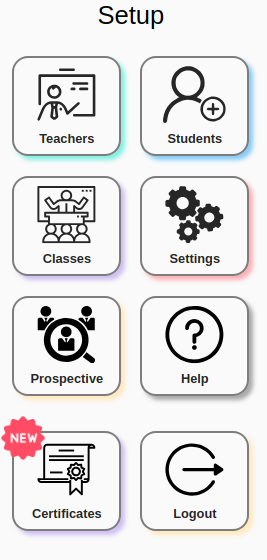 Setup
Teachers
Students
Classes
Settings
Prospective
Help
NEW
Certificates
Logout